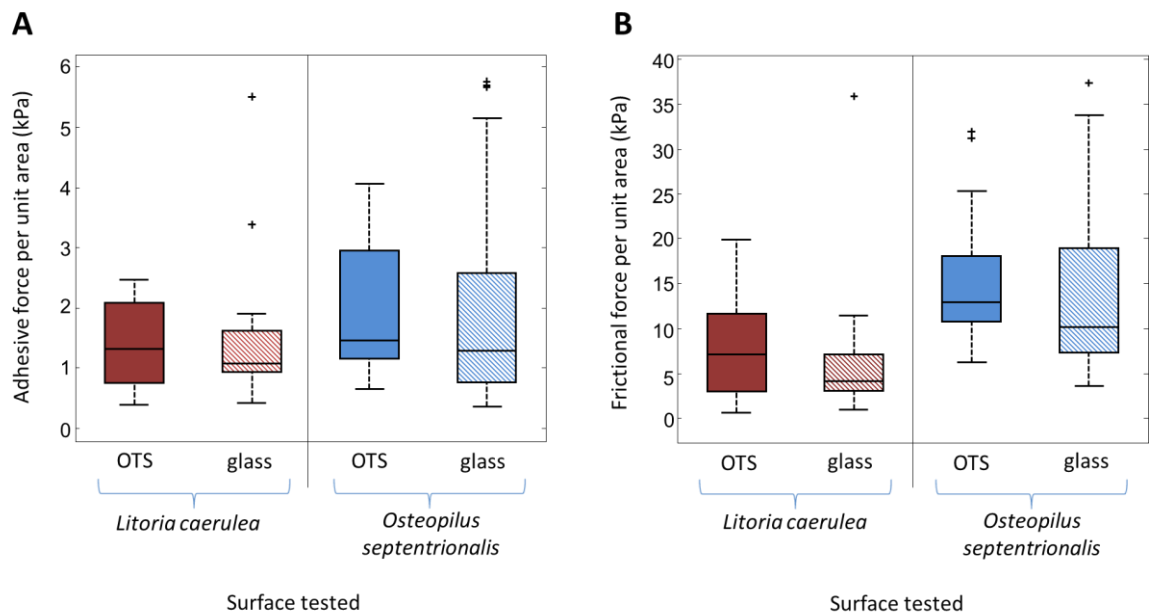 A
Adhesive force per unit area (kPa)
6
5
4
3
2
1
0
OTS glass OTS glass
Litoria caerulea
Osteopilus
septentrionalis
Surface tested
B
Frictional force per unit area (kPa)
40
35
30
25
20
15
10
5
0
OTS glass OTS glass
Litoria caerulea
Osteopilus
septentrionalis
Surface tested